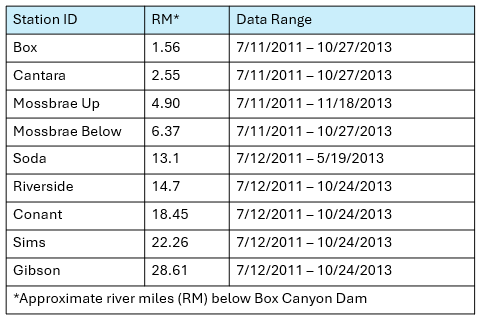 Station ID RM* Data Range
Box 1.56 7/11/2011 – 10/27/2013
Cantara 2.55 7/11/2011 – 10/27/2013
Mossbrae Up 4.90 7/11/2011 – 11/18/2013
Mossbrae Below 6.37 7/11/2011 – 10/27/2013
Soda 13.1 7/12/2011 – 5/19/2013
Riverside 14.7 7/12/2011 – 10/24/2013
Conant 18.45 7/12/2011 – 10/24/2013
Sims 22.26 7/12/2011 – 10/24/2013
Gibson 28.61 7/12/2011 – 10/24/2013
*Approximate river miles (RM) below Box Canyon Dam